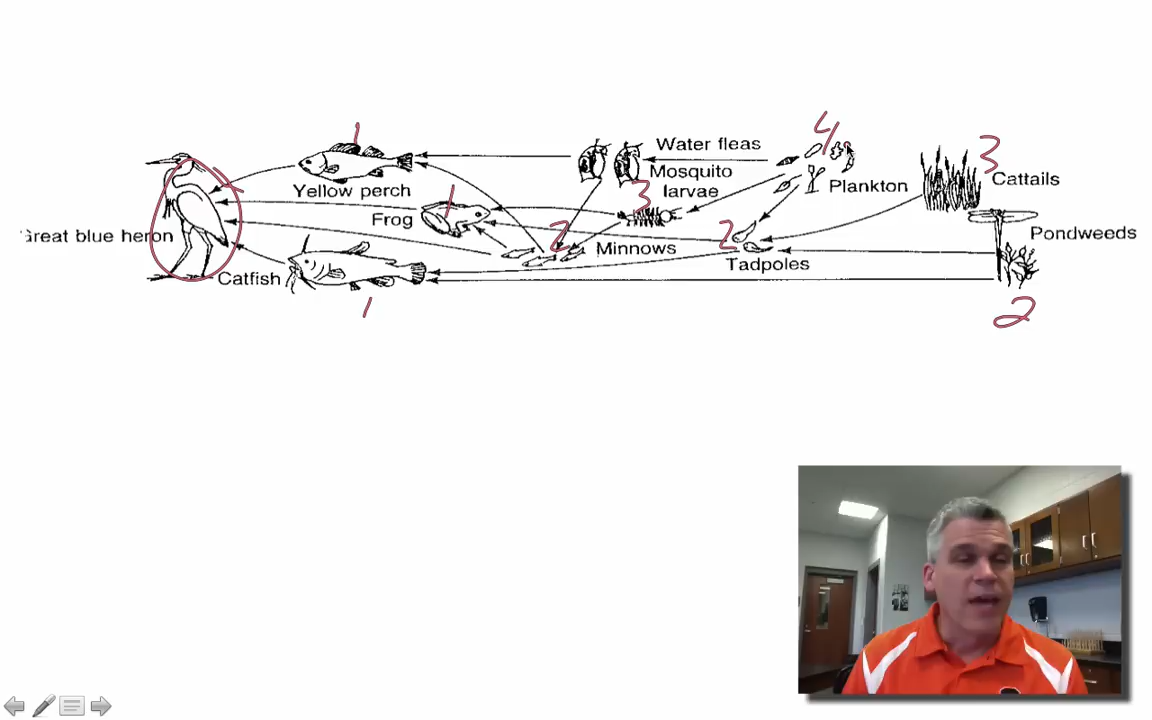 1
Yellow perch
Great blue heron
1
Frog
Catfish
1
Water fleas
Mosquito
larvae
3
2
Minnows
4
Plankton
2
Tadpoles
3
Cattails
Pondweeds
2